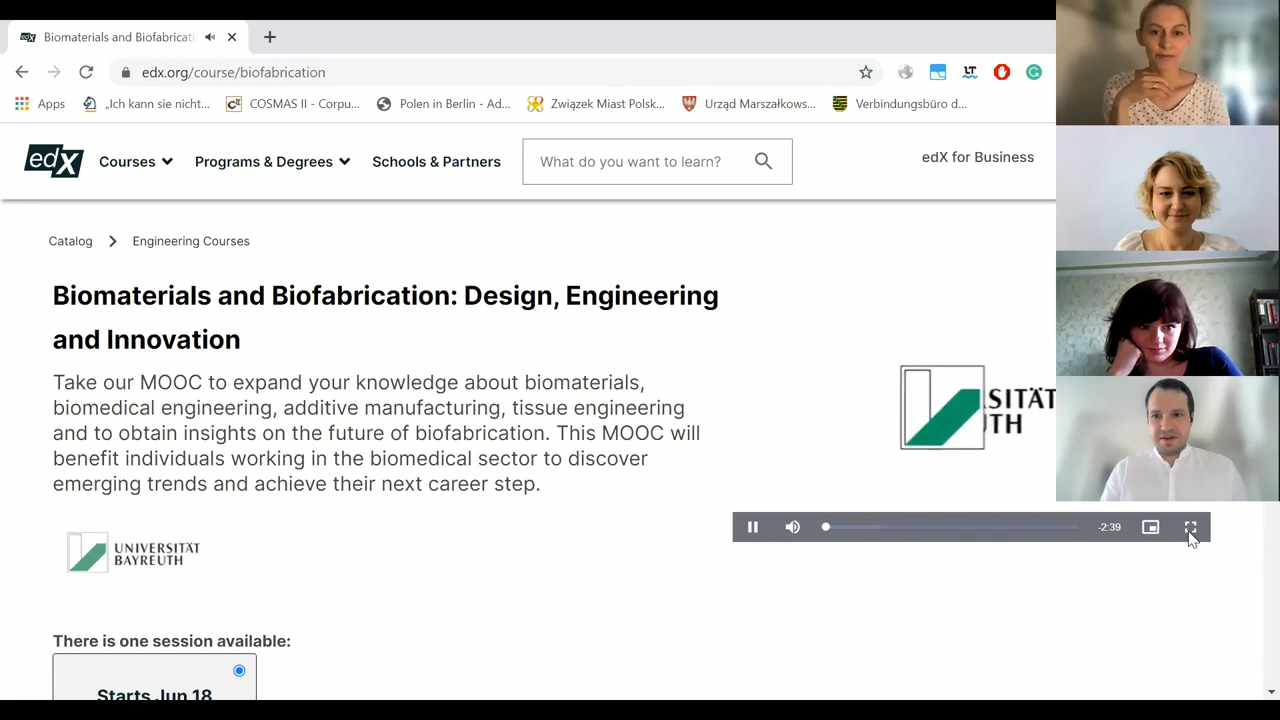 Biomaterials and Biofabricati
edx.org/course/biofabrication
LT
G
Apps
„Ich kann sie nicht...
COSMAS II - Corpu...
Polen in Berlin - Ad...
Związek Miast Polsk...
Urząd Marszałkows...
Verbindungsbüro d...
edX
Courses
Programs & Degrees
Schools & Partners
What do you want to learn?
edX for Business
Catalog
Engineering Courses
Biomaterials and Biofabrication: Design, Engineering
and Innovation
Take our MOOC to expand your knowledge about biomaterials,
biomedical engineering, additive manufacturing, tissue engineering
and to obtain insights on the future of biofabrication. This MOOC will
benefit individuals working in the biomedical sector to discover
emerging trends and achieve their next career step.
SITÄT
UTH
-2:39
UNIVERSITÄT
BAYREUTH
There is one session available:
Starts Jun 18